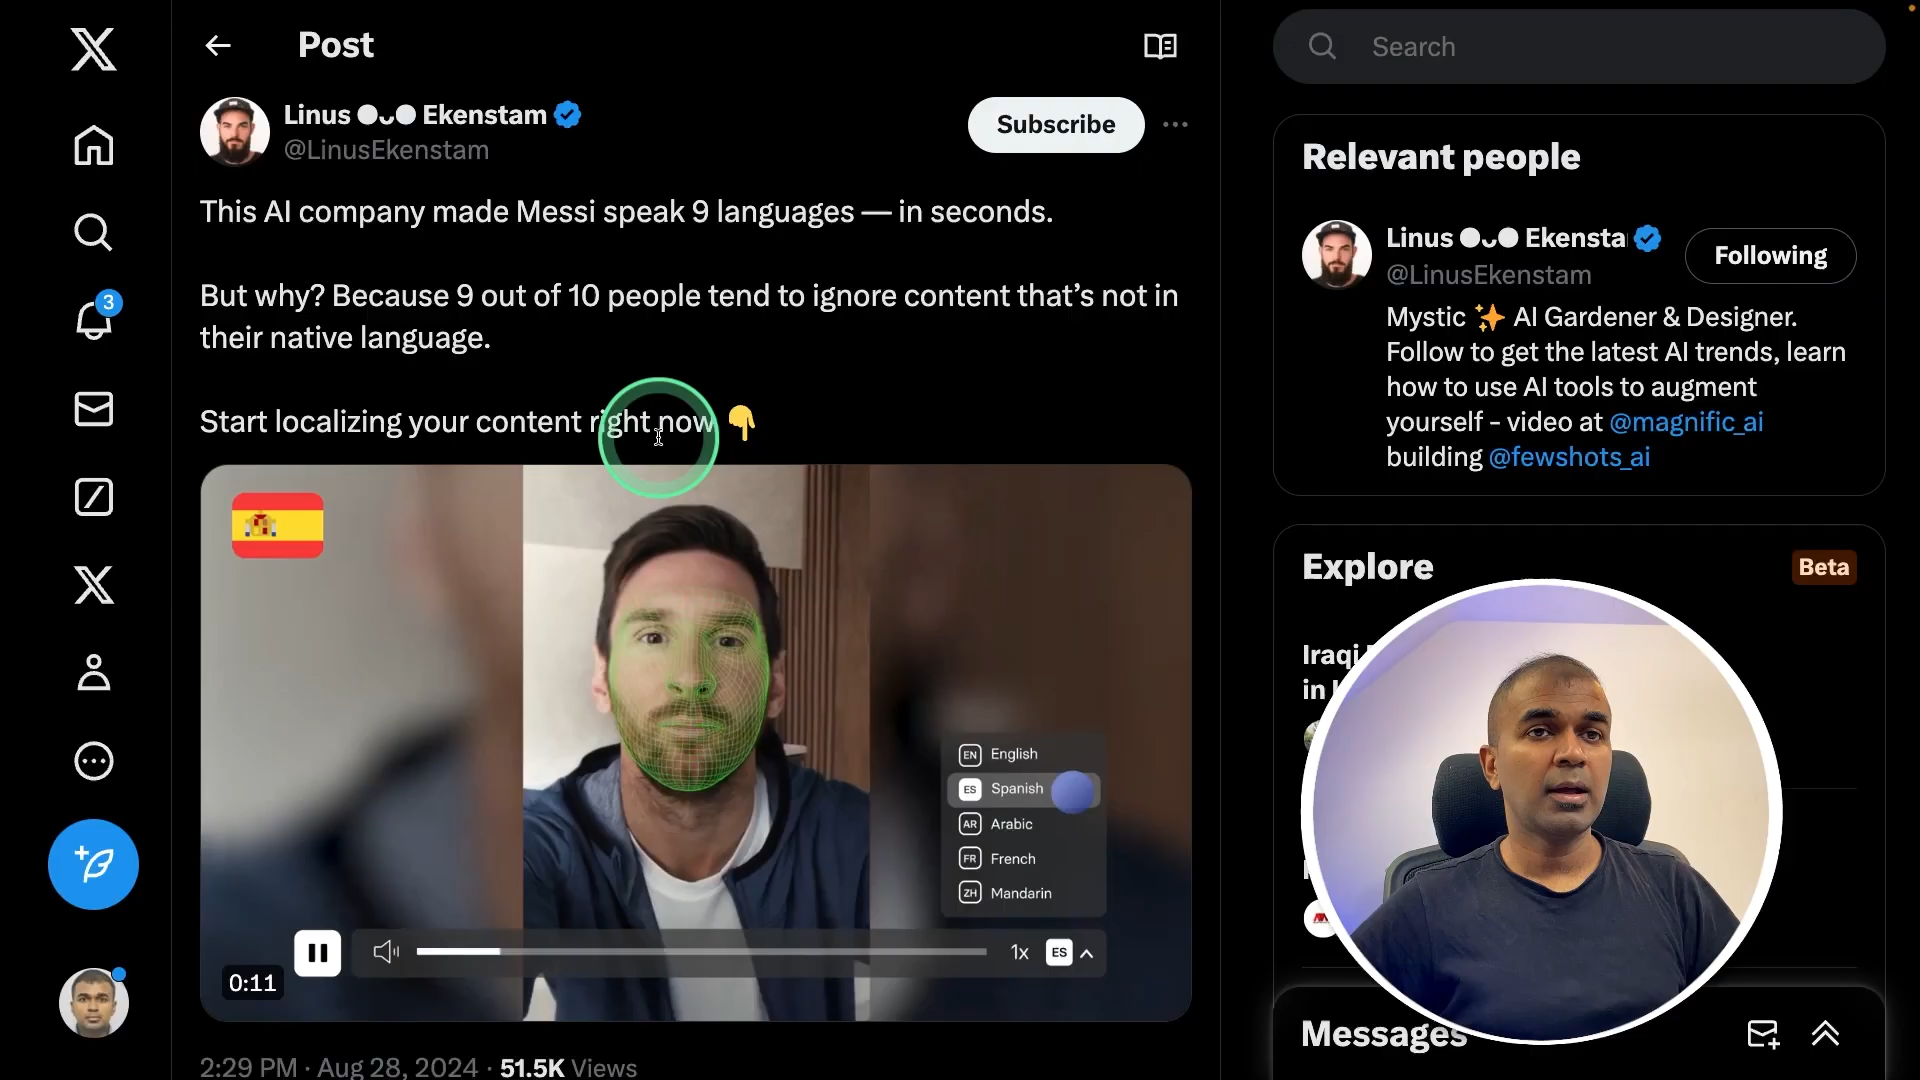 Post
Search
Linus Ekenstam
@LinusEkenstam
Subscribe
This AI company made Messi speak 9 languages — in seconds.
But why? Because 9 out of 10 people tend to ignore content that's not in
their native language.
Start localizing your content right now 👇
3
EN English
ES Spanish
AR Arabic
FR French
ZH Mandarin
1x
ES
0:11
2:29 PM · Aug 28, 2024 · 51.5K Views
Relevant people
Linus Ekensta
@LinusEkenstam
Following
Mystic ✨ AI Gardener & Designer.
Follow to get the latest AI trends, learn
how to use AI tools to augment
yourself - video at @magnific_ai
building @fewshots_ai
Explore
Beta
Iraqi
in
Messages